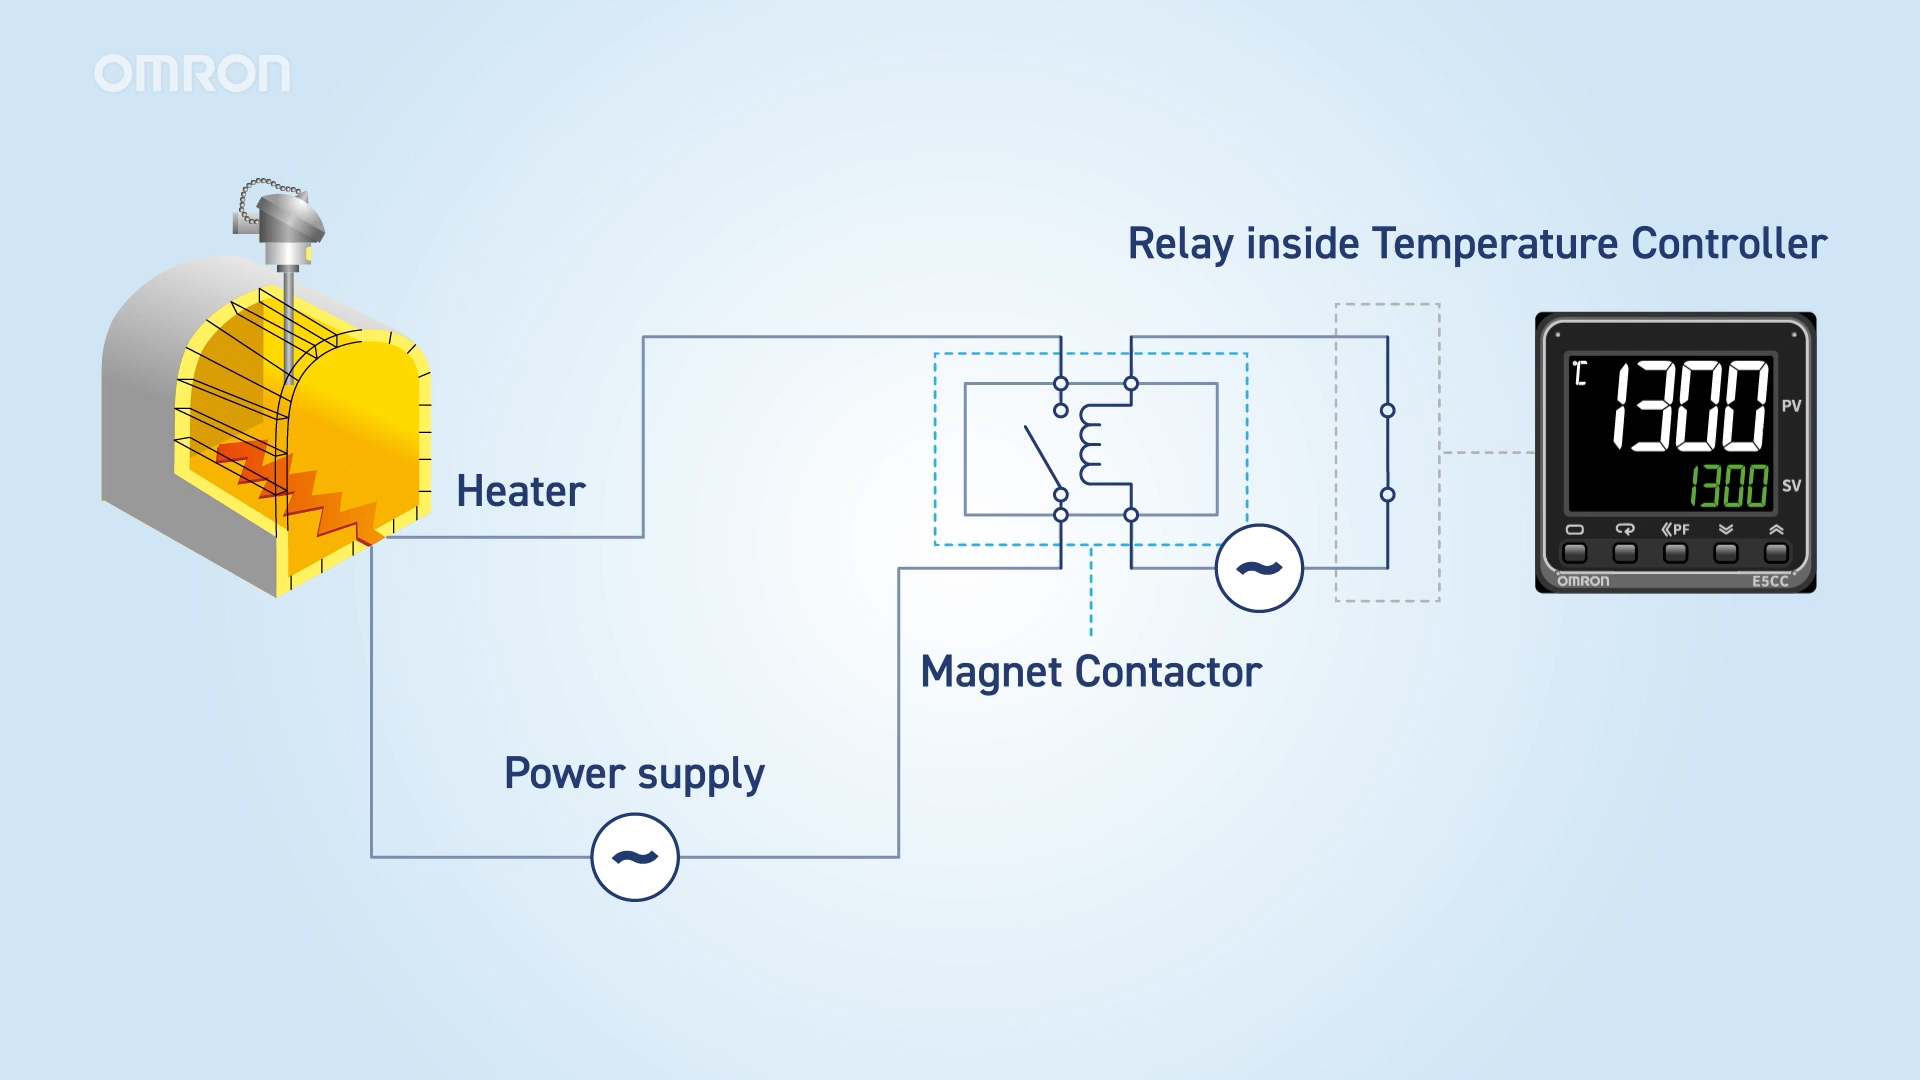 OMRON
Relay inside Temperature Controller
℃ 1300 PV
1300 SV
PF
OMRON E5CC
Heater
Magnet Contactor
Power supply